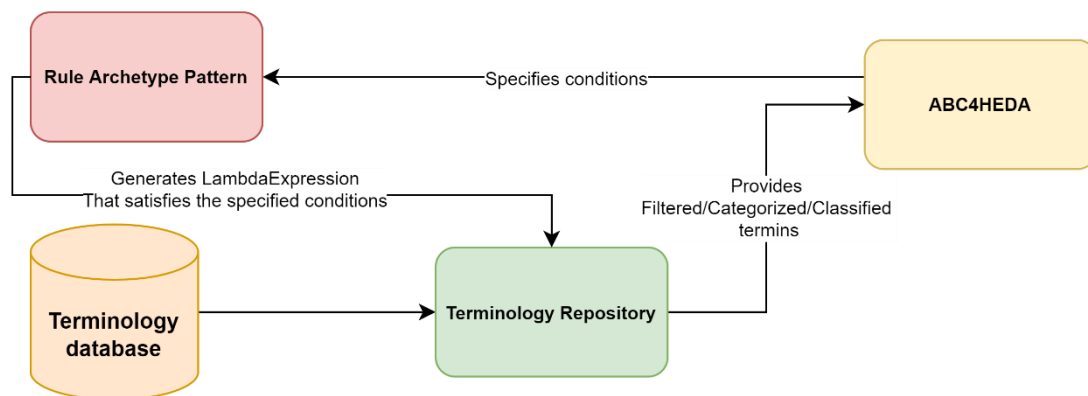 Rule Archetype Pattern
Specifies conditions
ABC4HEDA
Generates LambdaExpression
That satisfies the specified conditions
Provides
Filtered/Categorized/Classified
termins
Terminology
database
Terminology Repository